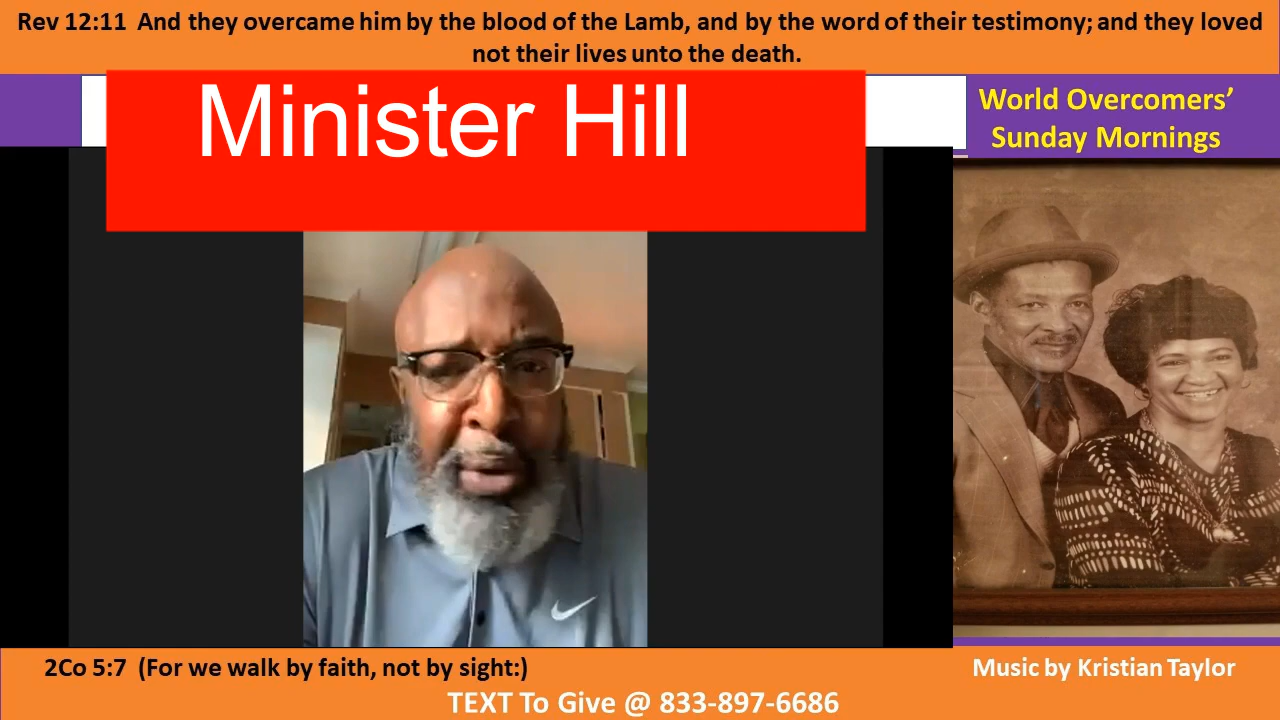 Rev 12:11  And they overcame him by the blood of the Lamb, and by the word of their testimony; and they loved
not their lives unto the death.
Minister Hill
World Overcomers’
Sunday Mornings
2Co 5:7  (For we walk by faith, not by sight:)
Music by Kristian Taylor
TEXT To Give @ 833-897-6686